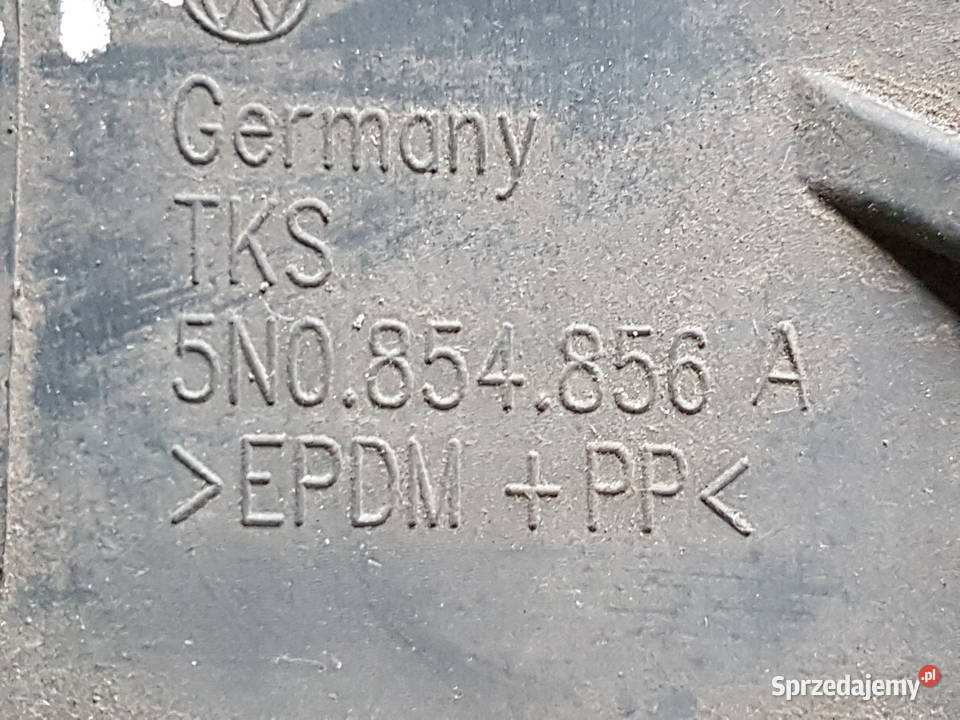 Germany
TKS
5N0.854.856 A
>EPDM + PP<
Sprzedajemy.pl